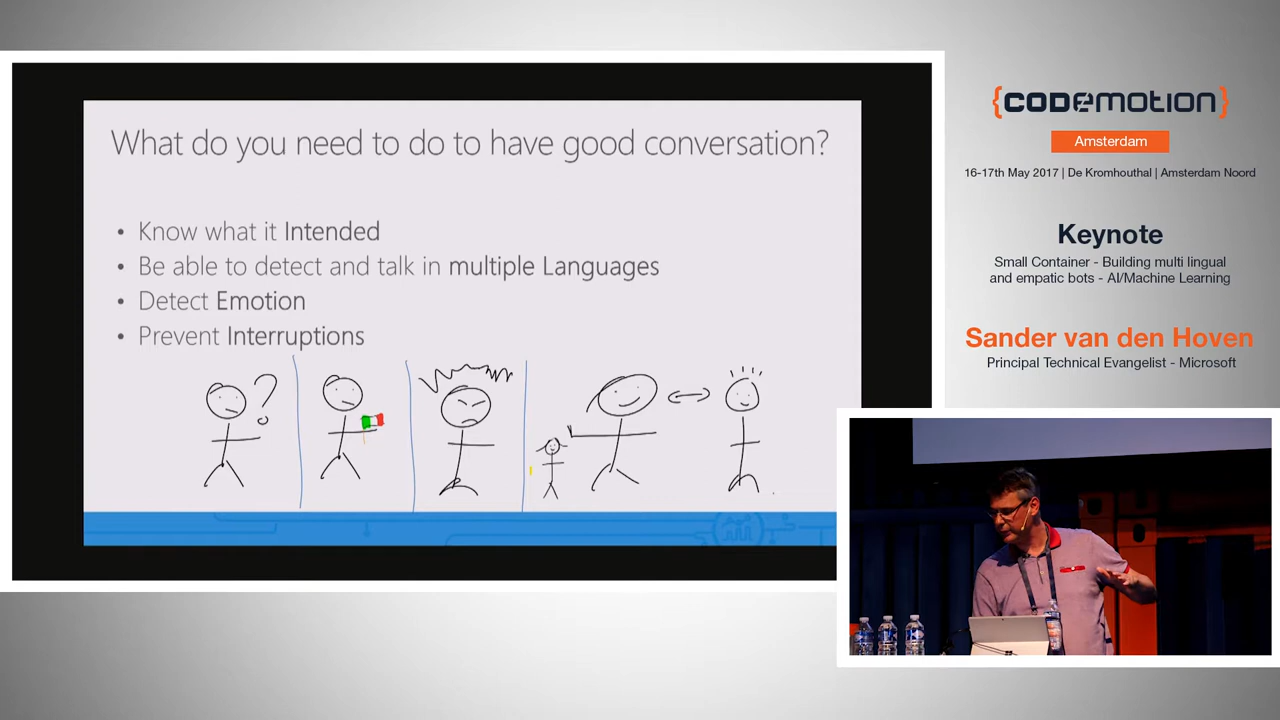 What do you need to do to have good conversation?
• Know what it Intended
• Be able to detect and talk in multiple Languages
• Detect Emotion
• Prevent Interruptions
?
{CODEMOTION}
Amsterdam
16-17th May 2017 | De Kromhouthal | Amsterdam Noord
Keynote
Small Container - Building multi lingual
and empatic bots - AI/Machine Learning
Sander van den Hoven
Principal Technical Evangelist - Microsoft